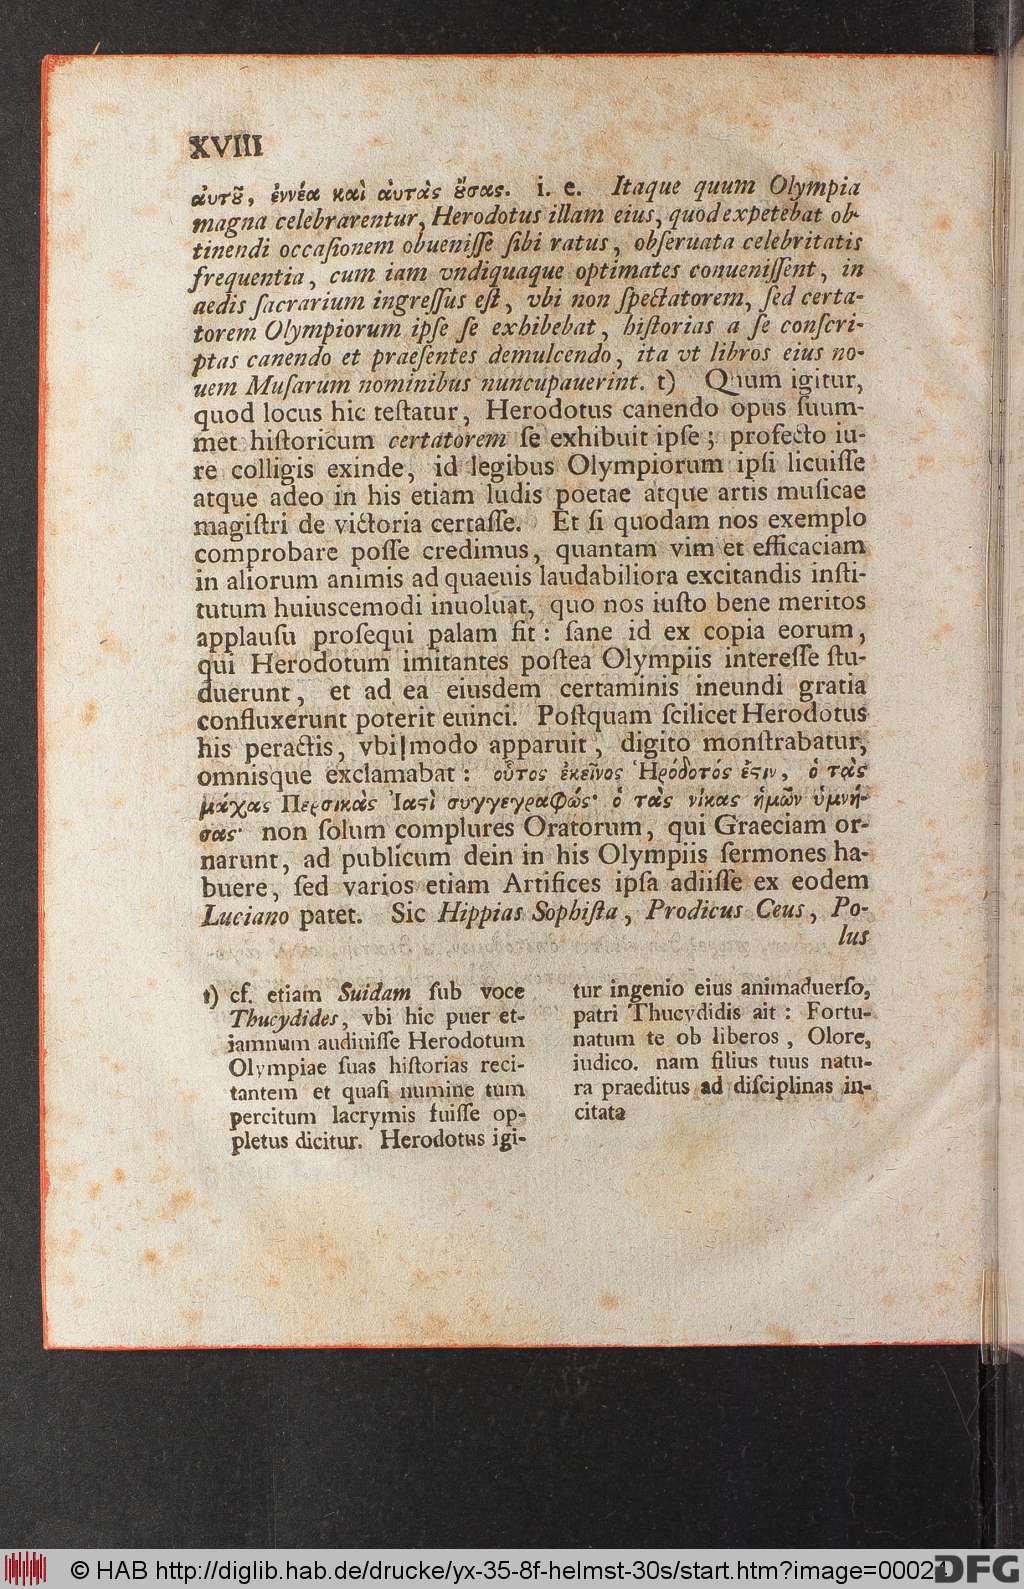 XVIII
αὐτȣ͂, ἐννέα καὶ ἀυτὰς ȣ̓́σας. i. e. Itaque quum Olympia
magna celebrarentur, Herodotus illam eius, quod expetebat ob-
tinendi occaſionem obueniſſe ſibi ratus, obſeruata celebritatis
frequentia, cum iam vndiquaque optimates conueniſſent, in
aedis ſacrarium ingreſſus eſt, vbi non ſpectatorem, ſed certa-
torem Olympiorum ipſe ſe exhibebat, hiſtorias a ſe conſcri-
ptas canendo et praeſentes demulcendo, ita vt libros eius no-
uem Muſarum nominibus nuncupauerint. t) Quum igitur,
quod locus hic teſtatur, Herodotus canendo opus ſuum-
met hiſtoricum certatorem ſe exhibuit ipſe; profecto iu-
re colligis exinde, id legibus Olympiorum ipſi licuiſſe
atque adeo in his etiam ludis poetae atque artis muſicae
magiſtri de victoria certaſſe. Et ſi quodam nos exemplo
comprobare poſſe credimus, quantam vim et efficaciam
in aliorum animis ad quaeuis laudabiliora excitandis inſti-
tutum huiuscemodi inuoluat, quo nos iuſto bene meritos
applauſu proſequi palam fit: ſane id ex copia eorum,
qui Herodotum imitantes poſtea Olympiis intereſſe ſtu-
duerunt, et ad ea eiusdem certaminis ineundi gratia
confluxerunt poterit euinci. Poſtquam ſcilicet Herodotus
his peractis, vbi|modo apparuit, digito monſtrabatur,
omnisque exclamabat: οὗτος ἐκεῖνος Ἡρόδοτός ἐϛιν, ὁ τὰς
μάχας Περσικὰς Ἰαϛὶ συγγεγραφώς· ὁ τὰς νίκας ἡμῶν ὑμνή-
σας· non ſolum complures Oratorum, qui Graeciam or-
narunt, ad publicum dein in his Olympiis ſermones ha-
buere, ſed varios etiam Artifices ipſa adiiſſe ex eodem
Luciano patet. Sic Hippias Sophiſta, Prodicus Ceus, Po-
lus
t) cf. etiam Suidam ſub voce
Thucydides, vbi hic puer et-
iamnum audiuiſſe Herodotum
Olympiae ſuas hiſtorias reci-
tantem et quaſi numine tum
percitum lacrymis fuiſſe op-
pletus dicitur. Herodotus igi-
tur ingenio eius animaduerſo,
patri Thucydidis ait: Fortu-
natum te ob liberos, Olore,
iudico. nam filius tuus natu-
ra praeditus ad diſciplinas in-
citata
© HAB http://diglib.hab.de/drucke/yx-35-8f-helmst-30s/start.htm?image=00024
DFG